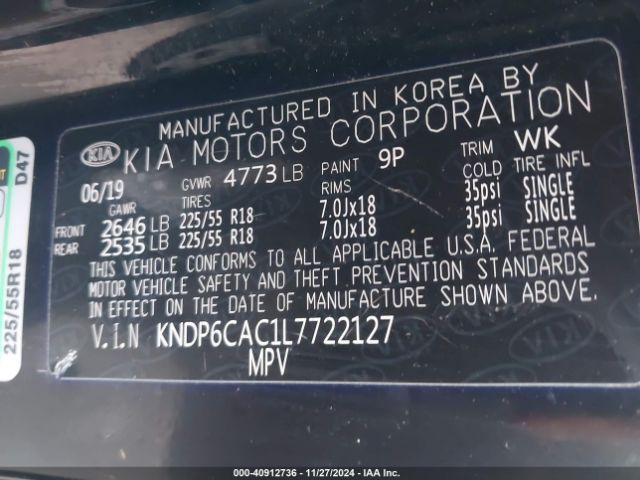 MANUFACTURED IN KOREA BY
KIA KIA MOTORS CORPORATION
06/19 GVWR 4773 LB PAINT 9P TRIM WK
GAWR TIRES RIMS COLD TIRE INFL
FRONT 2646 LB 225/55 R18 7.0Jx18 35psi SINGLE
REAR 2535 LB 225/55 R18 7.0Jx18 35psi SINGLE
THIS VEHICLE CONFORMS TO ALL APPLICABLE U.S.A. FEDERAL
MOTOR VEHICLE SAFETY AND THEFT PREVENTION STANDARDS
IN EFFECT ON THE DATE OF MANUFACTURE SHOWN ABOVE.
V.I.N KNDP6CAC1L7722127
MPV
225/55R18 D47
000-40912736 - 11/27/2024 - IAA Inc.